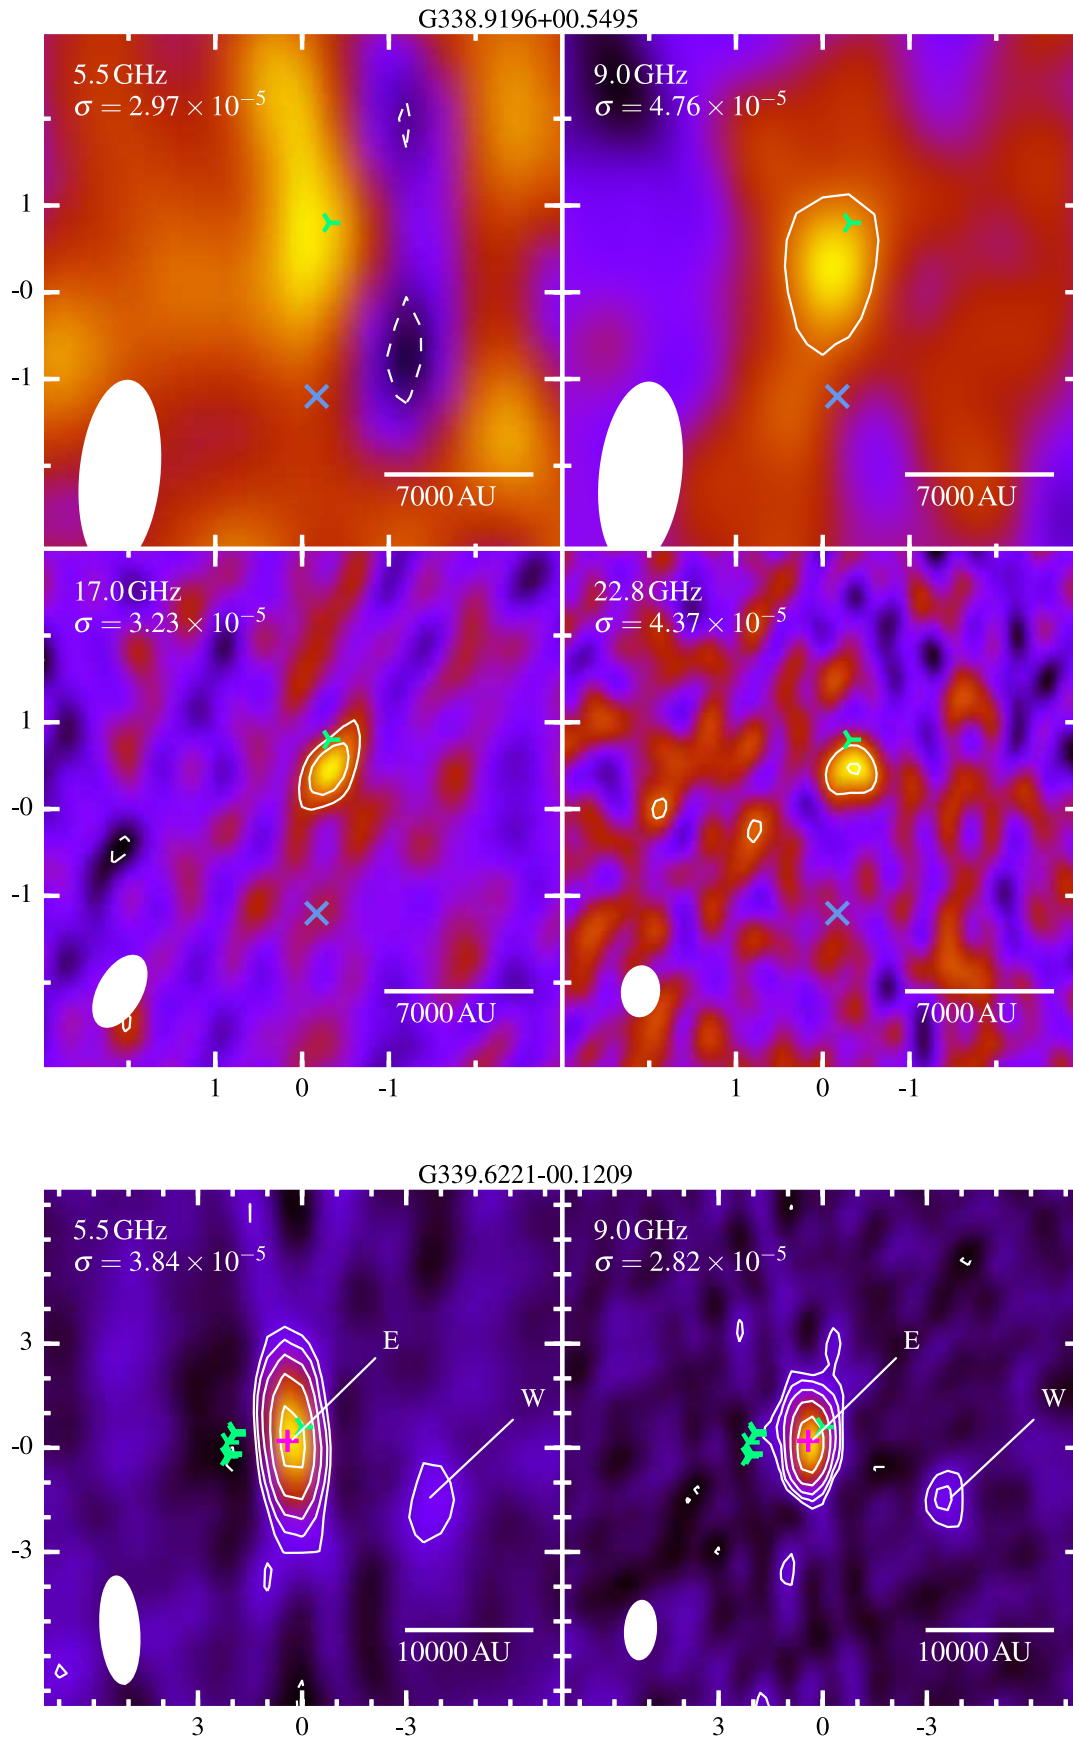 G338.9196+00.5495
5.5 GHz
σ = 2.97 × 10⁻⁵
9.0 GHz
σ = 4.76 × 10⁻⁵
1
-0
-1
7000 AU
7000 AU
17.0 GHz
σ = 3.23 × 10⁻⁵
22.8 GHz
σ = 4.37 × 10⁻⁵
1
-0
-1
7000 AU
7000 AU
1 0 -1
1 0 -1
G339.6221-00.1209
5.5 GHz
σ = 3.84 × 10⁻⁵
9.0 GHz
σ = 2.82 × 10⁻⁵
3
-0
-3
E
W
E
W
10000 AU
10000 AU
3 0 -3
3 0 -3